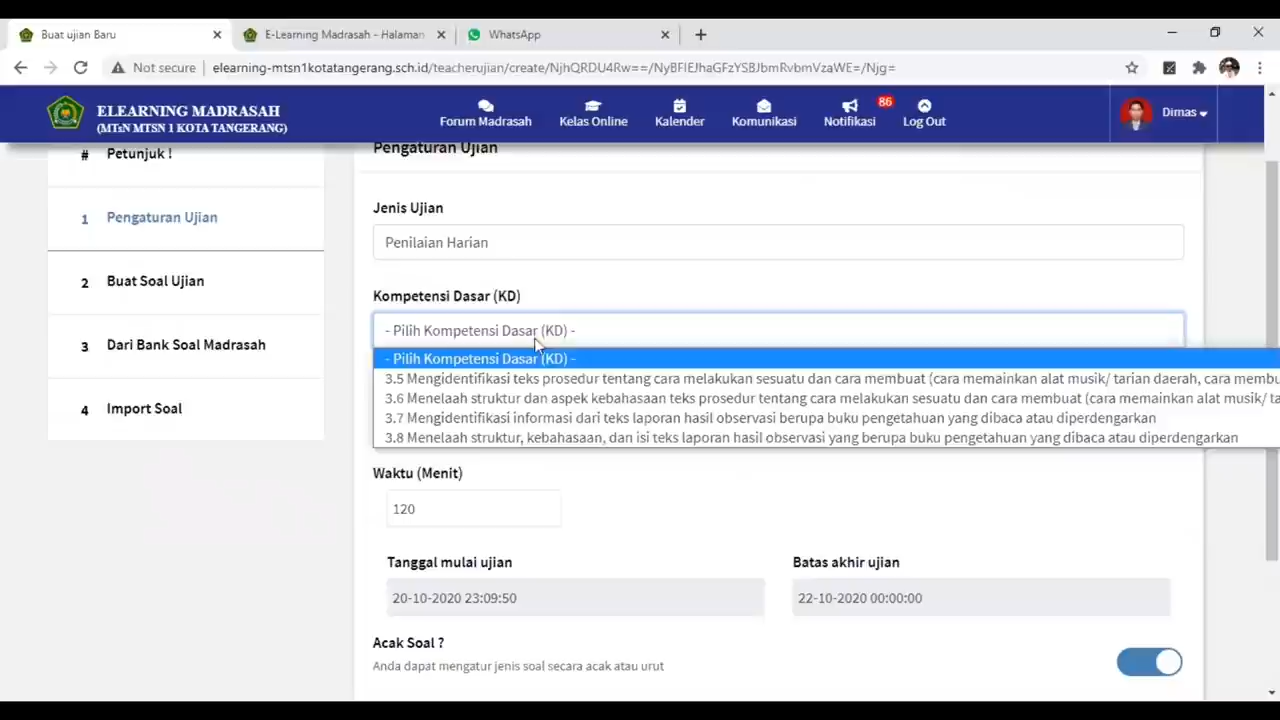 Buat ujian Baru
E-Learning Madrasah - Halaman
WhatsApp
Not secure
elearning-mtsn1kotatangerang.sch.id/teacherujian/create/NjhQRDU4Rw==/NyBFIEJhaGFzYSBJbmRvbmVzaWE=/Njg=
ELEARNING MADRASAH
(MTsN MTSN 1 KOTA TANGERANG)
Forum Madrasah
Kelas Online
Kalender
Komunikasi
Notifikasi
86
Log Out
Dimas
# Petunjuk !
1 Pengaturan Ujian
2 Buat Soal Ujian
3 Dari Bank Soal Madrasah
4 Import Soal
Pengaturan Ujian
Jenis Ujian
Penilaian Harian
Kompetensi Dasar (KD)
- Pilih Kompetensi Dasar (KD) -
- Pilih Kompetensi Dasar (KD) -
3.5 Mengidentifikasi teks prosedur tentang cara melakukan sesuatu dan cara membuat (cara memainkan alat musik/ tarian daerah, cara membu
3.6 Menelaah struktur dan aspek kebahasaan teks prosedur tentang cara melakukan sesuatu dan cara membuat (cara memainkan alat musik/ ta
3.7 Mengidentifikasi informasi dari teks laporan hasil observasi berupa buku pengetahuan yang dibaca atau diperdengarkan
3.8 Menelaah struktur, kebahasaan, dan isi teks laporan hasil observasi yang berupa buku pengetahuan yang dibaca atau diperdengarkan
Waktu (Menit)
120
Tanggal mulai ujian
20-10-2020 23:09:50
Batas akhir ujian
22-10-2020 00:00:00
Acak Soal ?
Anda dapat mengatur jenis soal secara acak atau urut